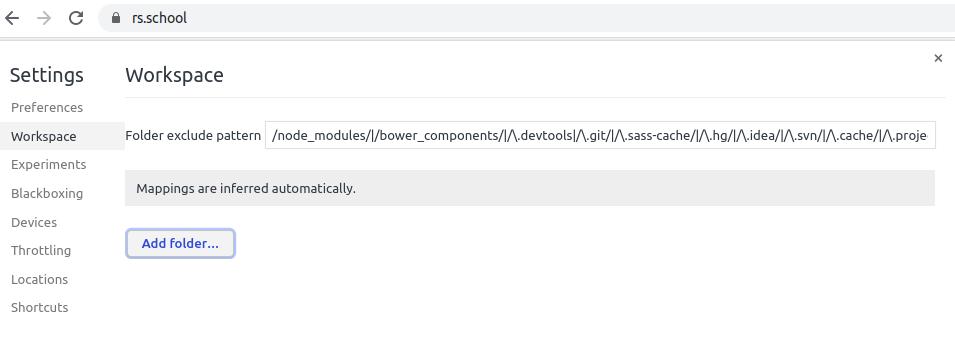 rs.school
Settings
Workspace
×
Preferences
Workspace
Folder exclude pattern
/node_modules/|/bower_components/|/\.devtools|/\.git/|/\.sass-cache/|/\.hg/|/\.idea/|/\.svn/|/\.cache/|/\.proje
Experiments
Mappings are inferred automatically.
Blackboxing
Devices
Add folder...
Throttling
Locations
Shortcuts